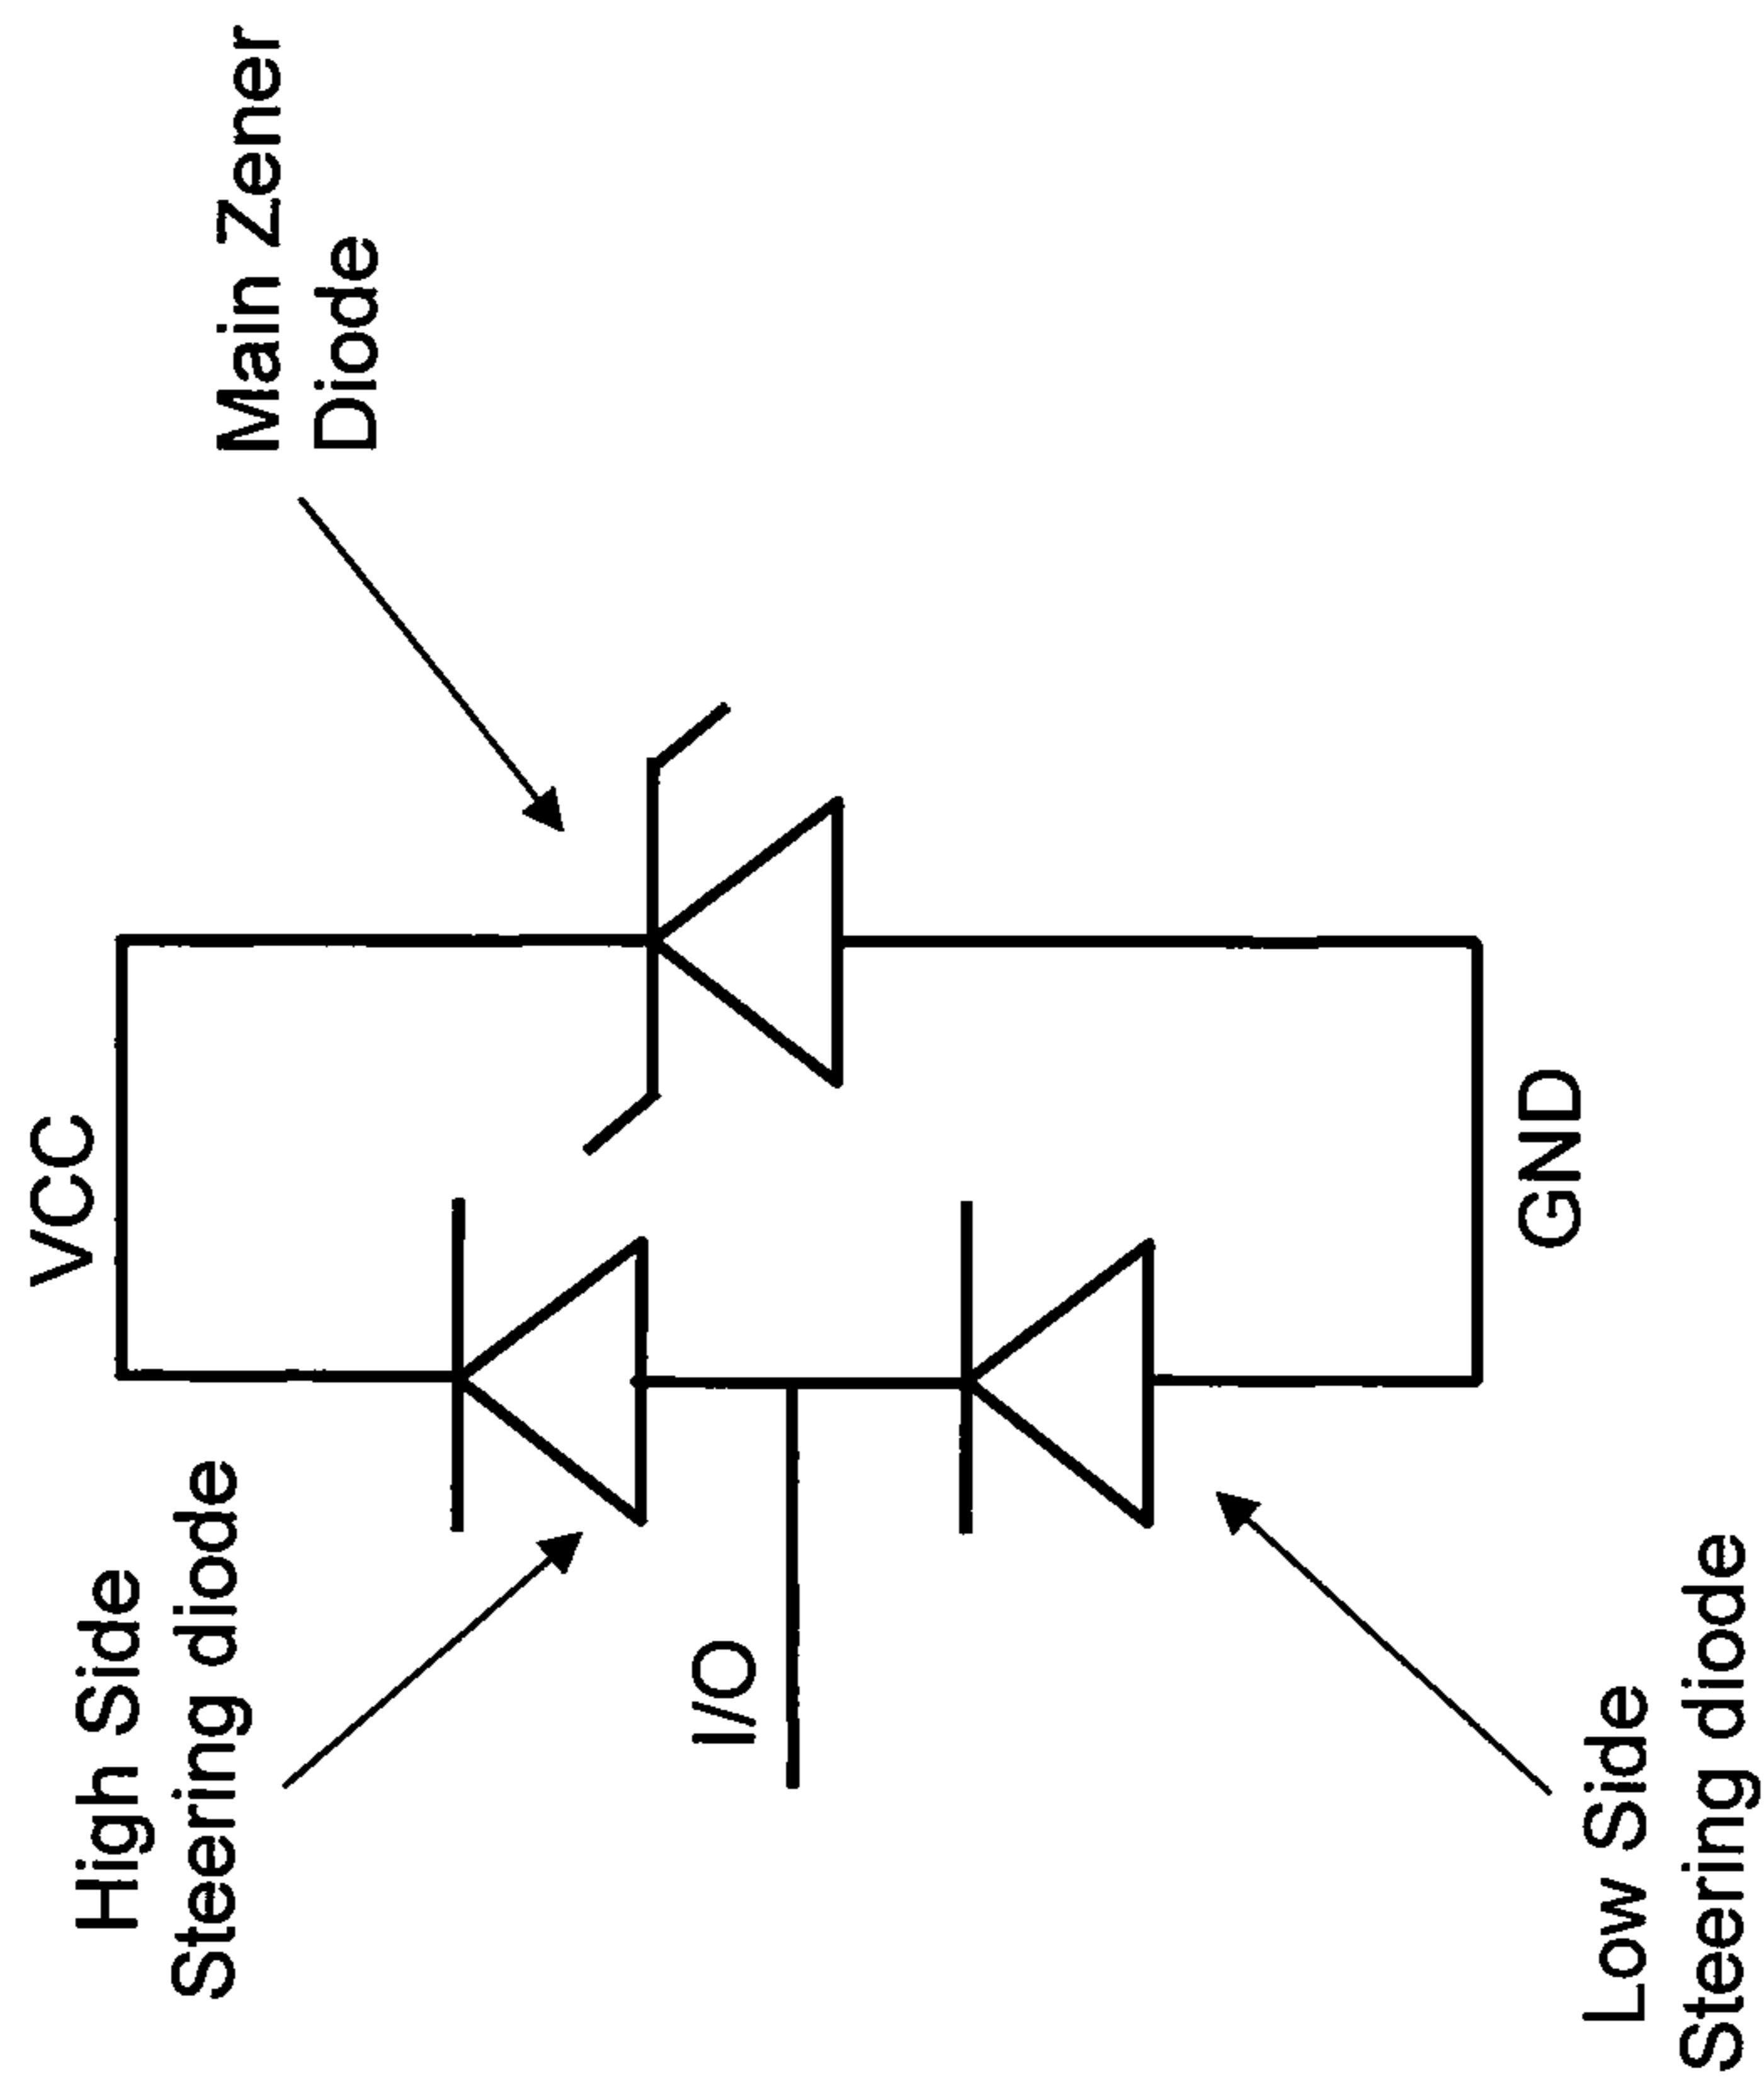 High Side
Steering diode
VCC
Main Zener
Diode
I/O
GND
Low Side
Steering diode